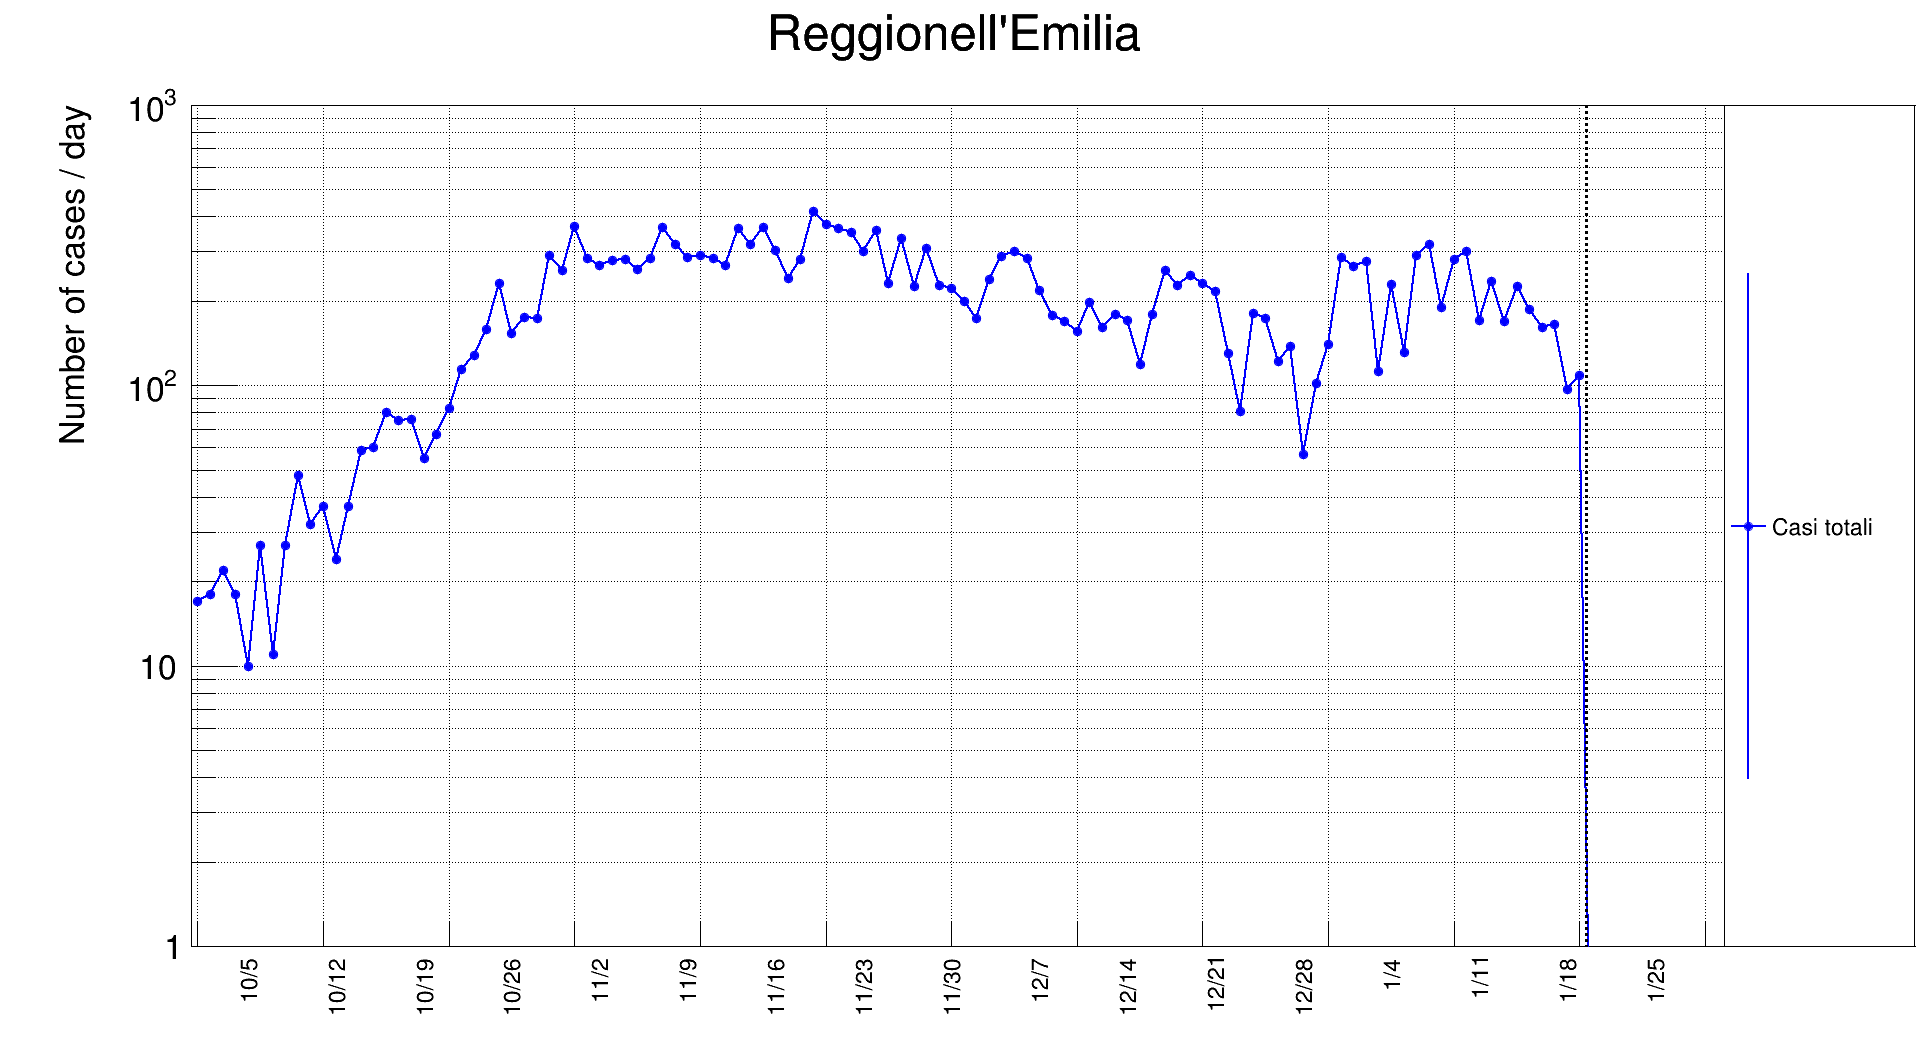 Reggionell'Emilia
Number of cases / day
10³
10²
10
1
10/5 10/12 10/19 10/26 11/2 11/9 11/16 11/23 11/30 12/7 12/14 12/21 12/28 1/4 1/11 1/18 1/25
Casi totali